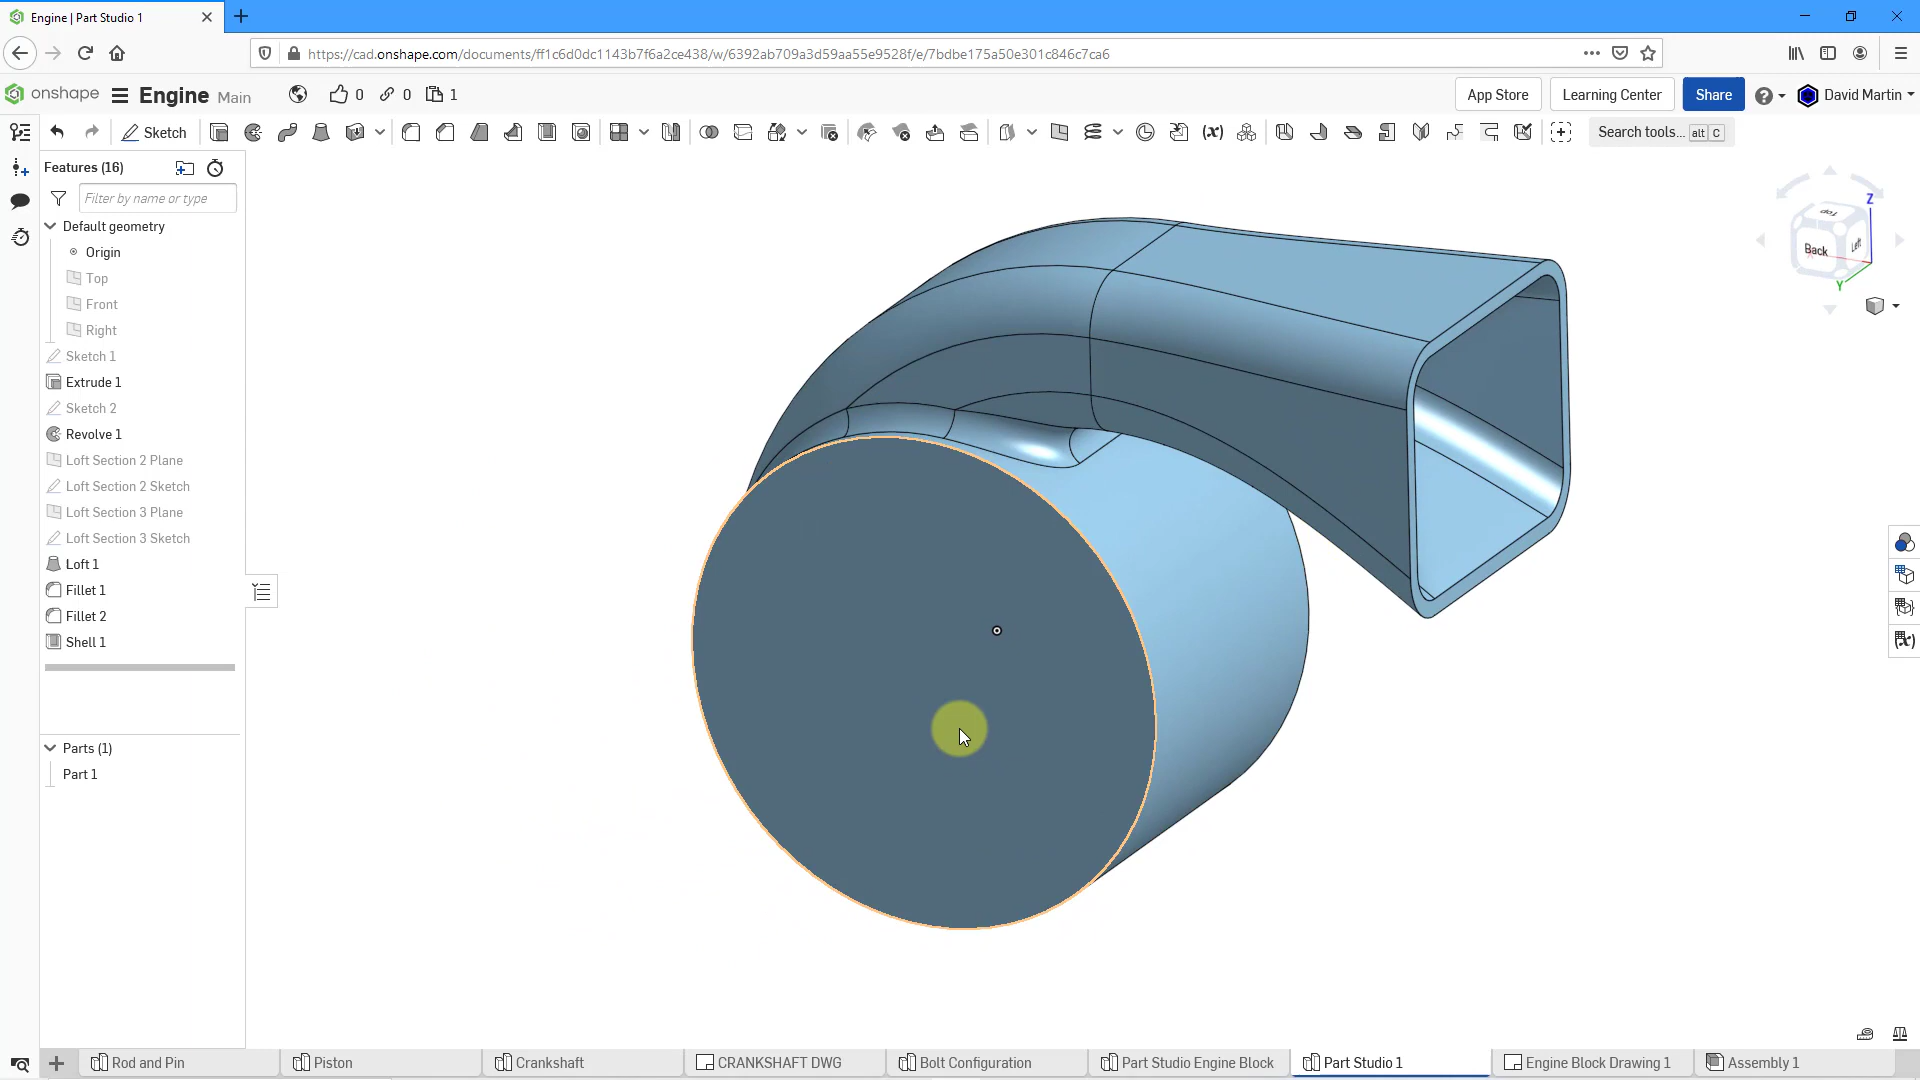 Engine | Part Studio 1
https://cad.onshape.com/documents/ff1c6d0dc1143b7f6a2ce438/w/6392ab709a3d59aa55e9528f/e/7bdbe175a50e301c846c7ca6
onshape Engine Main 0 0 1 App Store Learning Center Share David Martin
Sketch Search tools... alt C
Features (16)
Filter by name or type
Default geometry
Origin
Top
Front
Right
Sketch 1
Extrude 1
Sketch 2
Revolve 1
Loft Section 2 Plane
Loft Section 2 Sketch
Loft Section 3 Plane
Loft Section 3 Sketch
Loft 1
Fillet 1
Fillet 2
Shell 1
Parts (1)
Part 1
Z
Top
Back Left
X
Y
Rod and Pin Piston Crankshaft CRANKSHAFT DWG Bolt Configuration Part Studio Engine Block Part Studio 1 Engine Block Drawing 1 Assembly 1